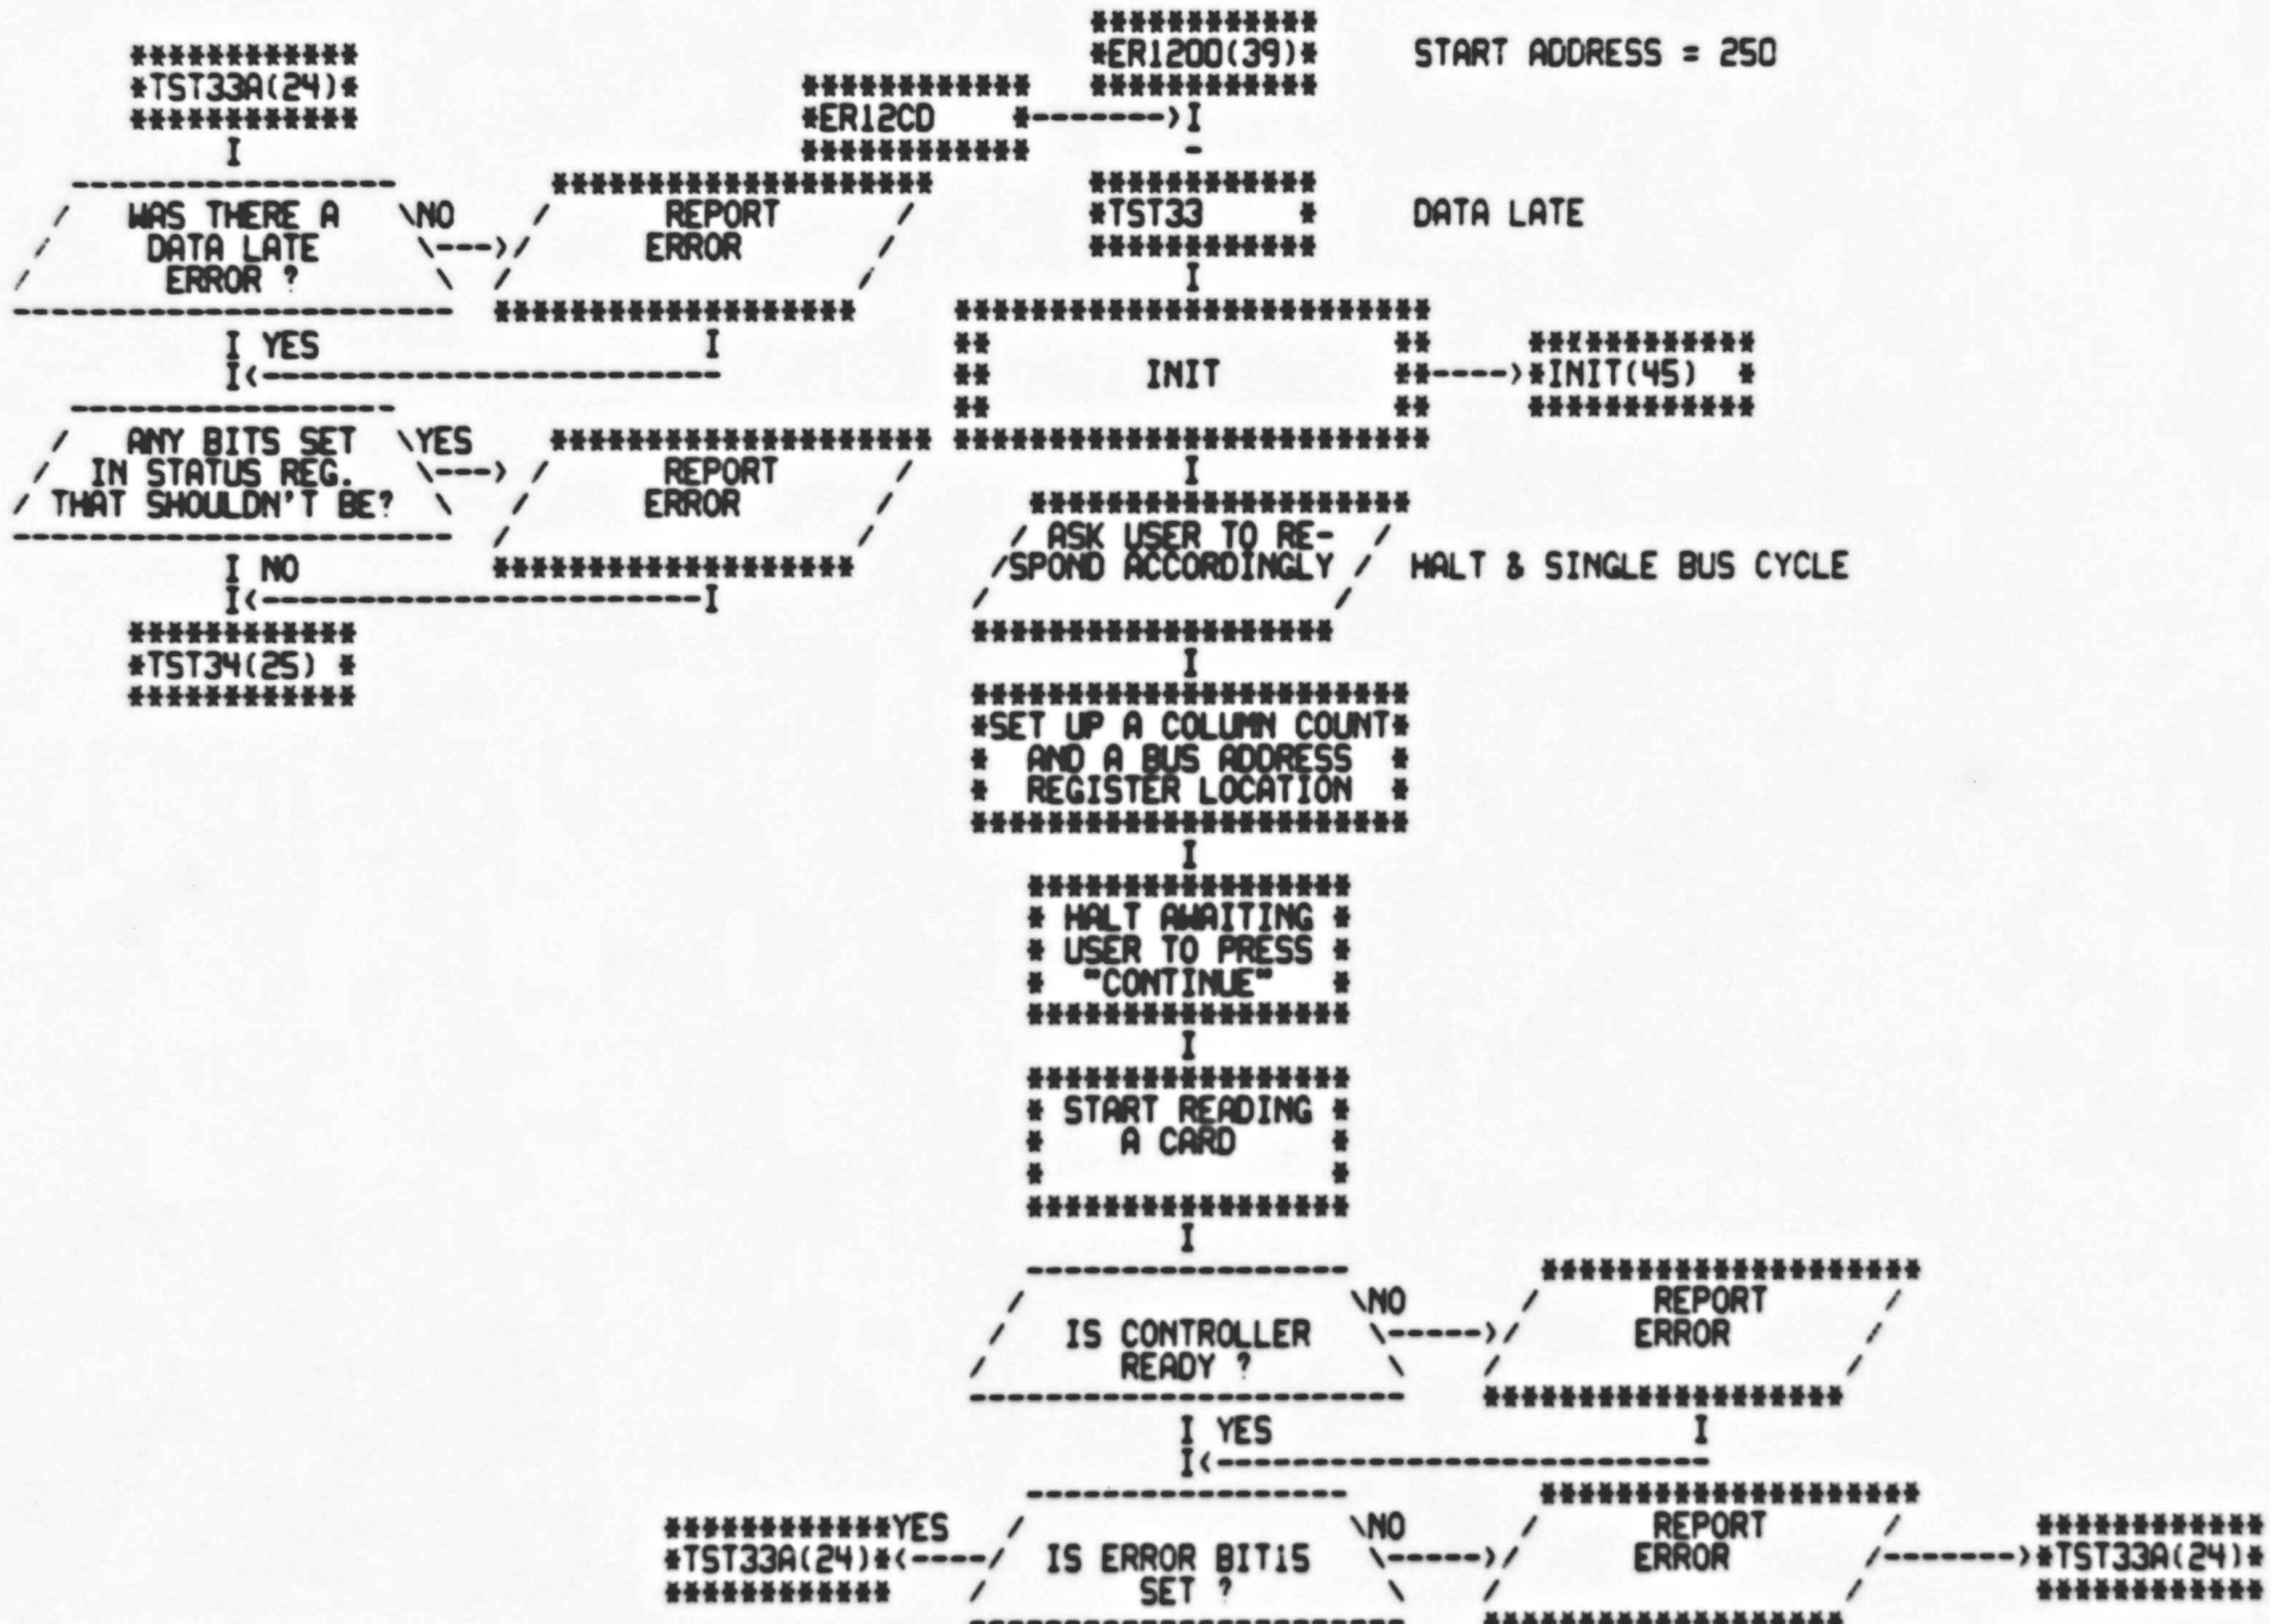 *TST33A(24)*
WAS THERE A \NO
DATA LATE
ERROR ?
REPORT
ERROR
I YES
ANY BITS SET \YES
IN STATUS REG.
THAT SHOULDN'T BE?
REPORT
ERROR
I NO
*TST34(25) *
*ER1200(39)* START ADDRESS = 250
*ER12CD *------->I
*TST33 * DATA LATE
INIT
*INIT(45) *
ASK USER TO RE-
SPOND ACCORDINGLY
HALT & SINGLE BUS CYCLE
*SET UP A COLUMN COUNT*
* AND A BUS ADDRESS *
* REGISTER LOCATION *
* HALT AWAITING *
* USER TO PRESS *
* "CONTINUE" *
* START READING *
* A CARD *
IS CONTROLLER
READY ?
NO
REPORT
ERROR
I YES
YES
*TST33A(24)*
IS ERROR BIT15
SET ?
NO
REPORT
ERROR
*TST33A(24)*